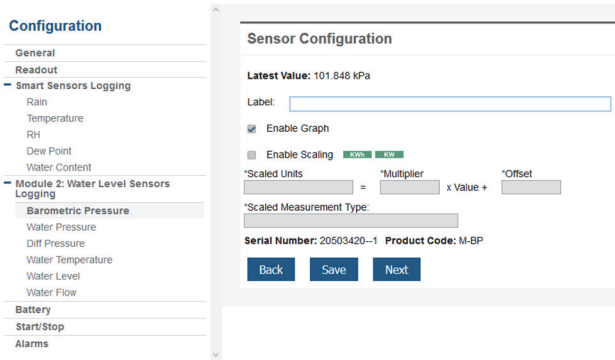 Configuration
General
Readout
Smart Sensors Logging
Rain
Temperature
RH
Dew Point
Water Content
Module 2: Water Level Sensors
Logging
Barometric Pressure
Water Pressure
Diff Pressure
Water Temperature
Water Level
Water Flow
Battery
Start/Stop
Alarms
Sensor Configuration
Latest Value: 101.848 kPa
Label:
Enable Graph
Enable Scaling KWh KW
*Scaled Units *Multiplier *Offset
= x Value +
*Scaled Measurement Type:
Serial Number: 20503420--1 Product Code: M-BP
Back Save Next